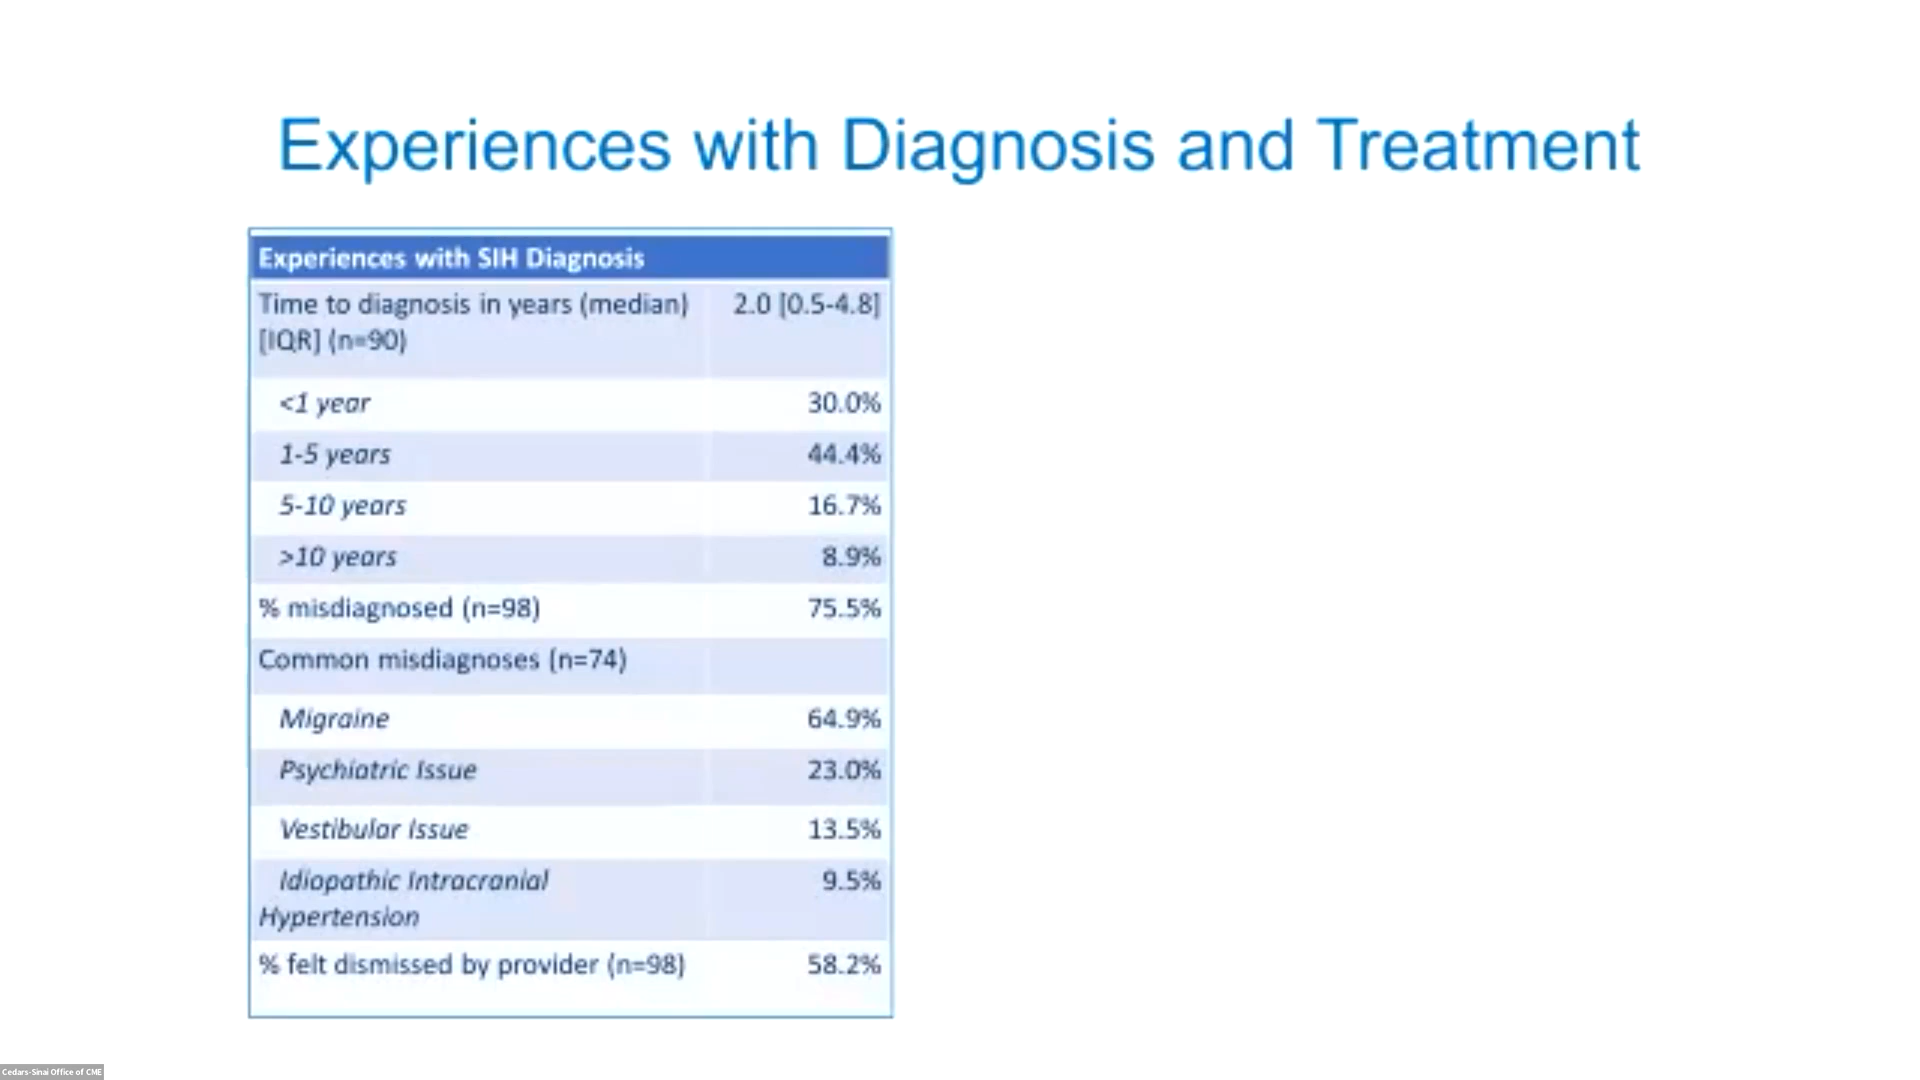 Experiences with Diagnosis and Treatment
Experiences with SIH Diagnosis
Time to diagnosis in years (median) 2.0 [0.5-4.8]
[IQR] (n=90)
<1 year 30.0%
1-5 years 44.4%
5-10 years 16.7%
>10 years 8.9%
% misdiagnosed (n=98) 75.5%
Common misdiagnoses (n=74)
Migraine 64.9%
Psychiatric Issue 23.0%
Vestibular Issue 13.5%
Idiopathic Intracranial 9.5%
Hypertension
% felt dismissed by provider (n=98) 58.2%
Cedars-Sinai Office of CME